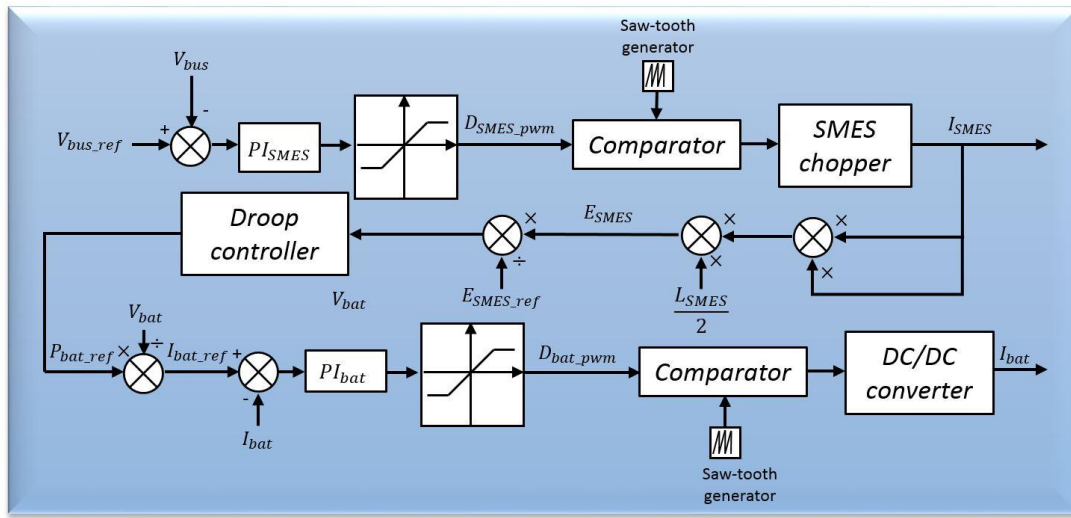 Saw-tooth
generator
V_bus
-
+
V_bus_ref
PI_SMES
D_SMES_pwm
Comparator
SMES
chopper
I_SMES
Droop
controller
×
÷
E_SMES_ref
E_SMES
×
×
L_SMES
2
×
×
V_bat
V_bat
P_bat_ref
×
÷
I_bat_ref
+
-
I_bat
PI_bat
D_bat_pwm
Comparator
DC/DC
converter
I_bat
Saw-tooth
generator